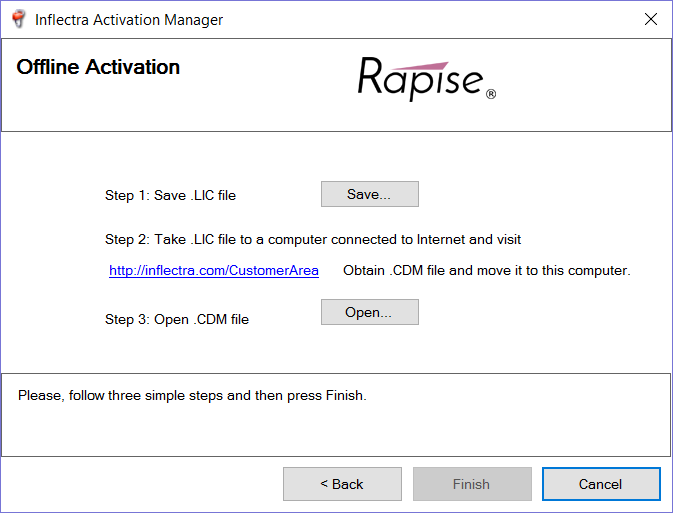 Inflectra Activation Manager
Offline Activation
Rapise®
Step 1: Save .LIC file
Save...
Step 2: Take .LIC file to a computer connected to Internet and visit
http://inflectra.com/CustomerArea Obtain .CDM file and move it to this computer.
Step 3: Open .CDM file
Open...
Please, follow three simple steps and then press Finish.
< Back
Finish
Cancel